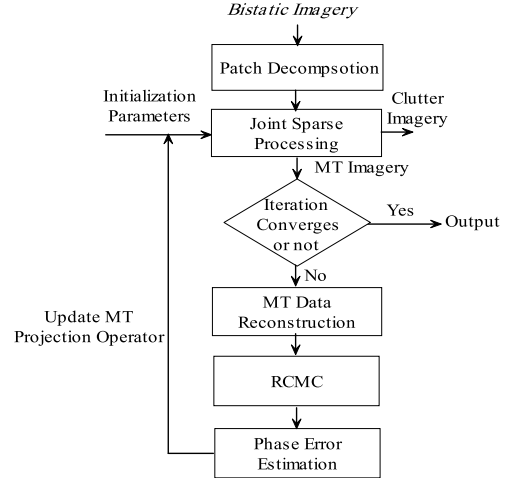 Bistatic Imagery
Patch Decompsotion
Initialization
Parameters
Joint Sparse
Processing
Clutter
Imagery
MT Imagery
Iteration
Converges
or not
Yes
Output
No
MT Data
Reconstruction
Update MT
Projection Operator
RCMC
Phase Error
Estimation